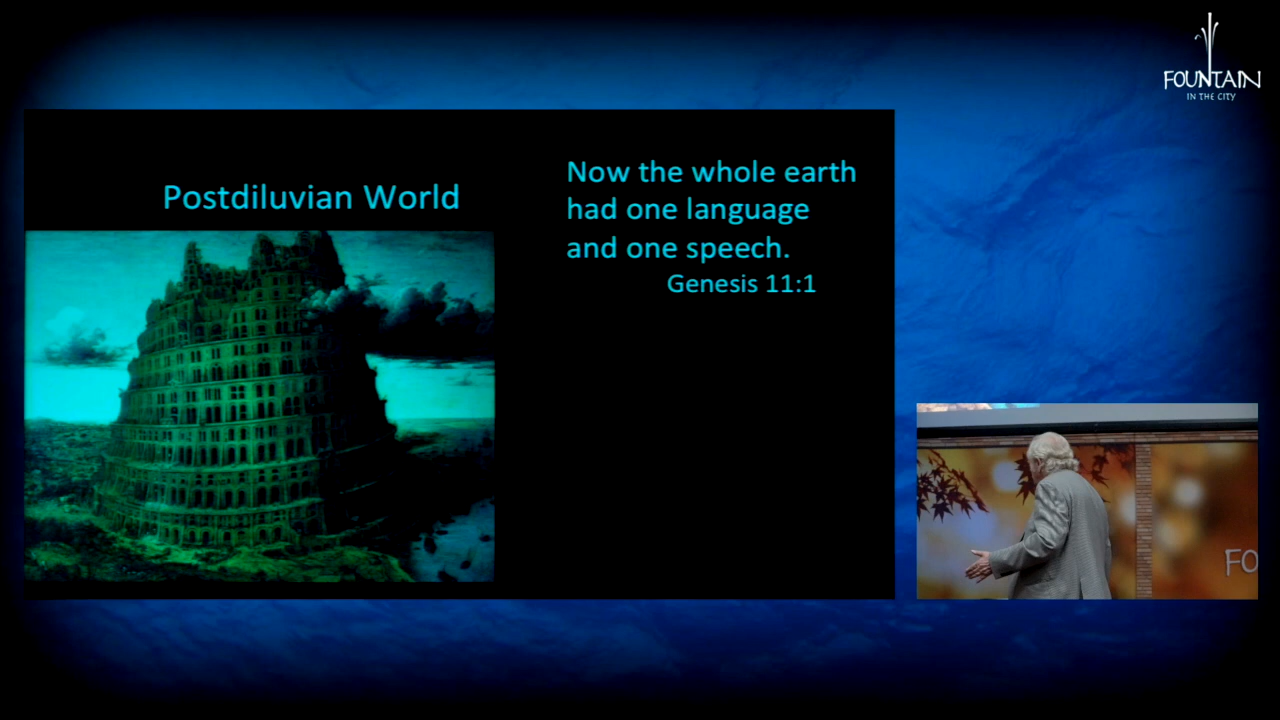 FOUNTAIN
IN THE CITY
Postdiluvian World
Now the whole earth
had one language
and one speech.
Genesis 11:1
FO